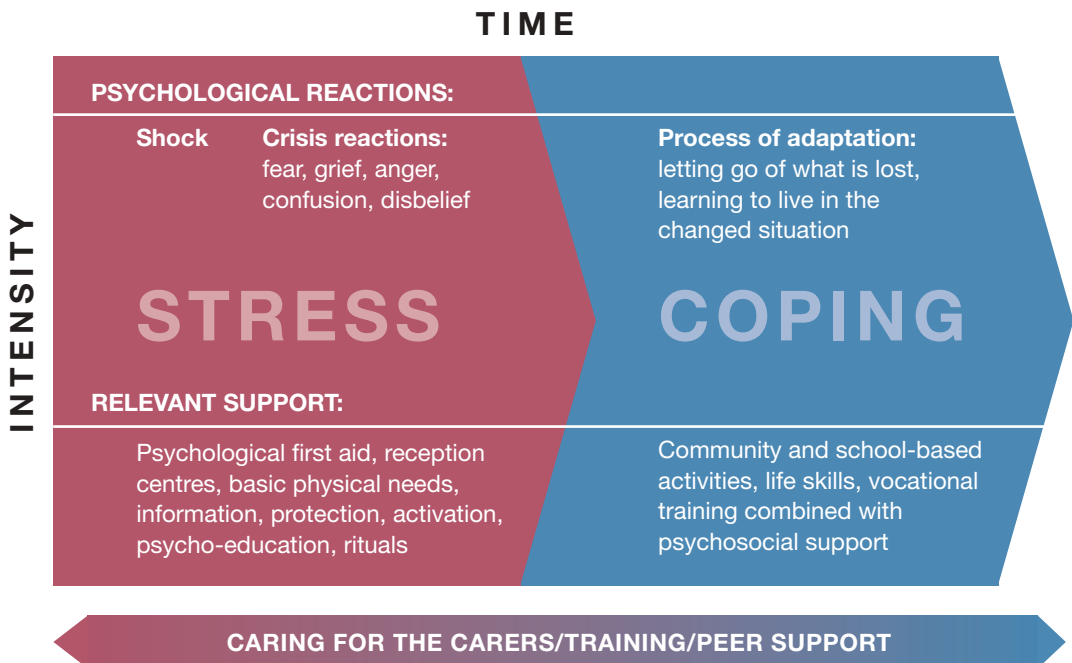 TIME
INTENSITY
PSYCHOLOGICAL REACTIONS:
Shock
Crisis reactions:
fear, grief, anger,
confusion, disbelief
Process of adaptation:
letting go of what is lost,
learning to live in the
changed situation
STRESS
COPING
RELEVANT SUPPORT:
Psychological first aid, reception
centres, basic physical needs,
information, protection, activation,
psycho-education, rituals
Community and school-based
activities, life skills, vocational
training combined with
psychosocial support
CARING FOR THE CARERS/TRAINING/PEER SUPPORT